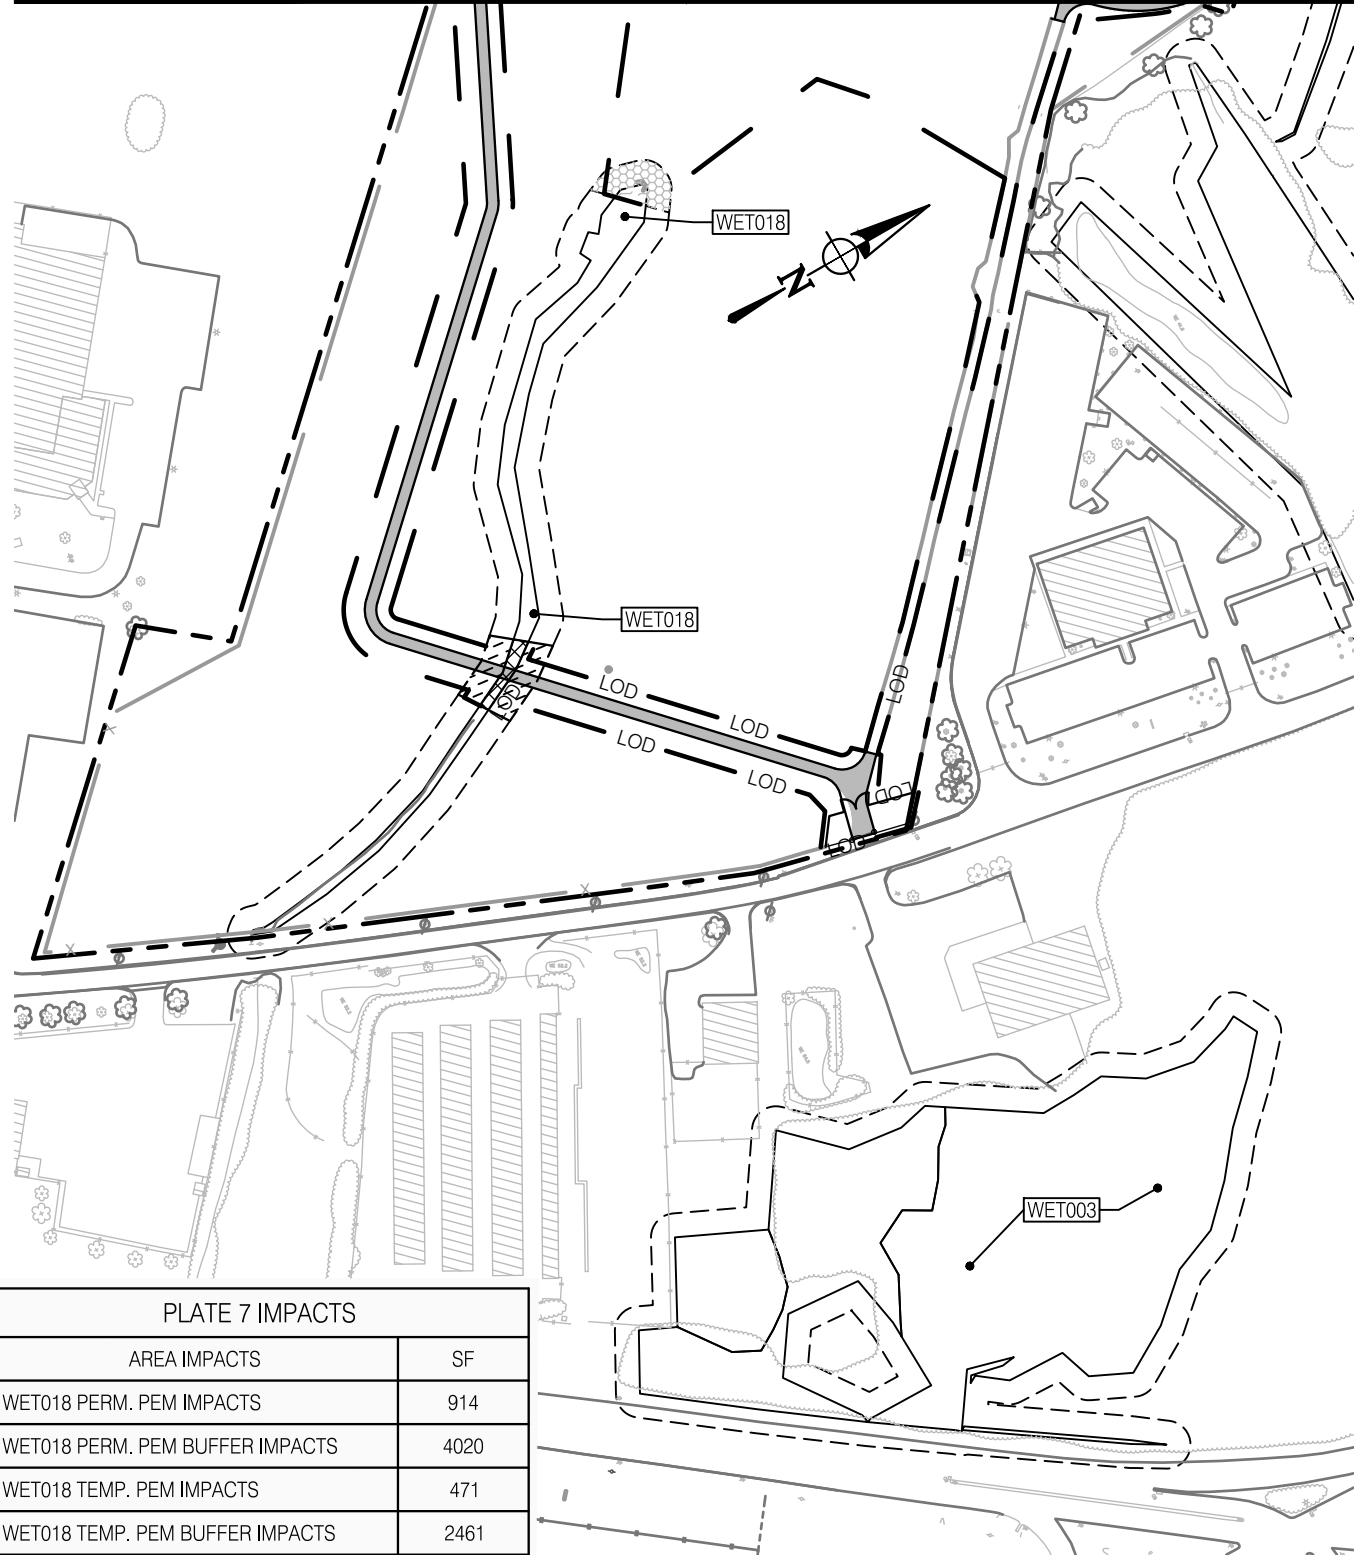 WET018
N
WET018
LOD
LOD
LOD
LOD
LOD
LOD
LOD
LOD
WET003
PLATE 7 IMPACTS
AREA IMPACTS SF
WET018 PERM. PEM IMPACTS 914
WET018 PERM. PEM BUFFER IMPACTS 4020
WET018 TEMP. PEM IMPACTS 471
WET018 TEMP. PEM BUFFER IMPACTS 2461